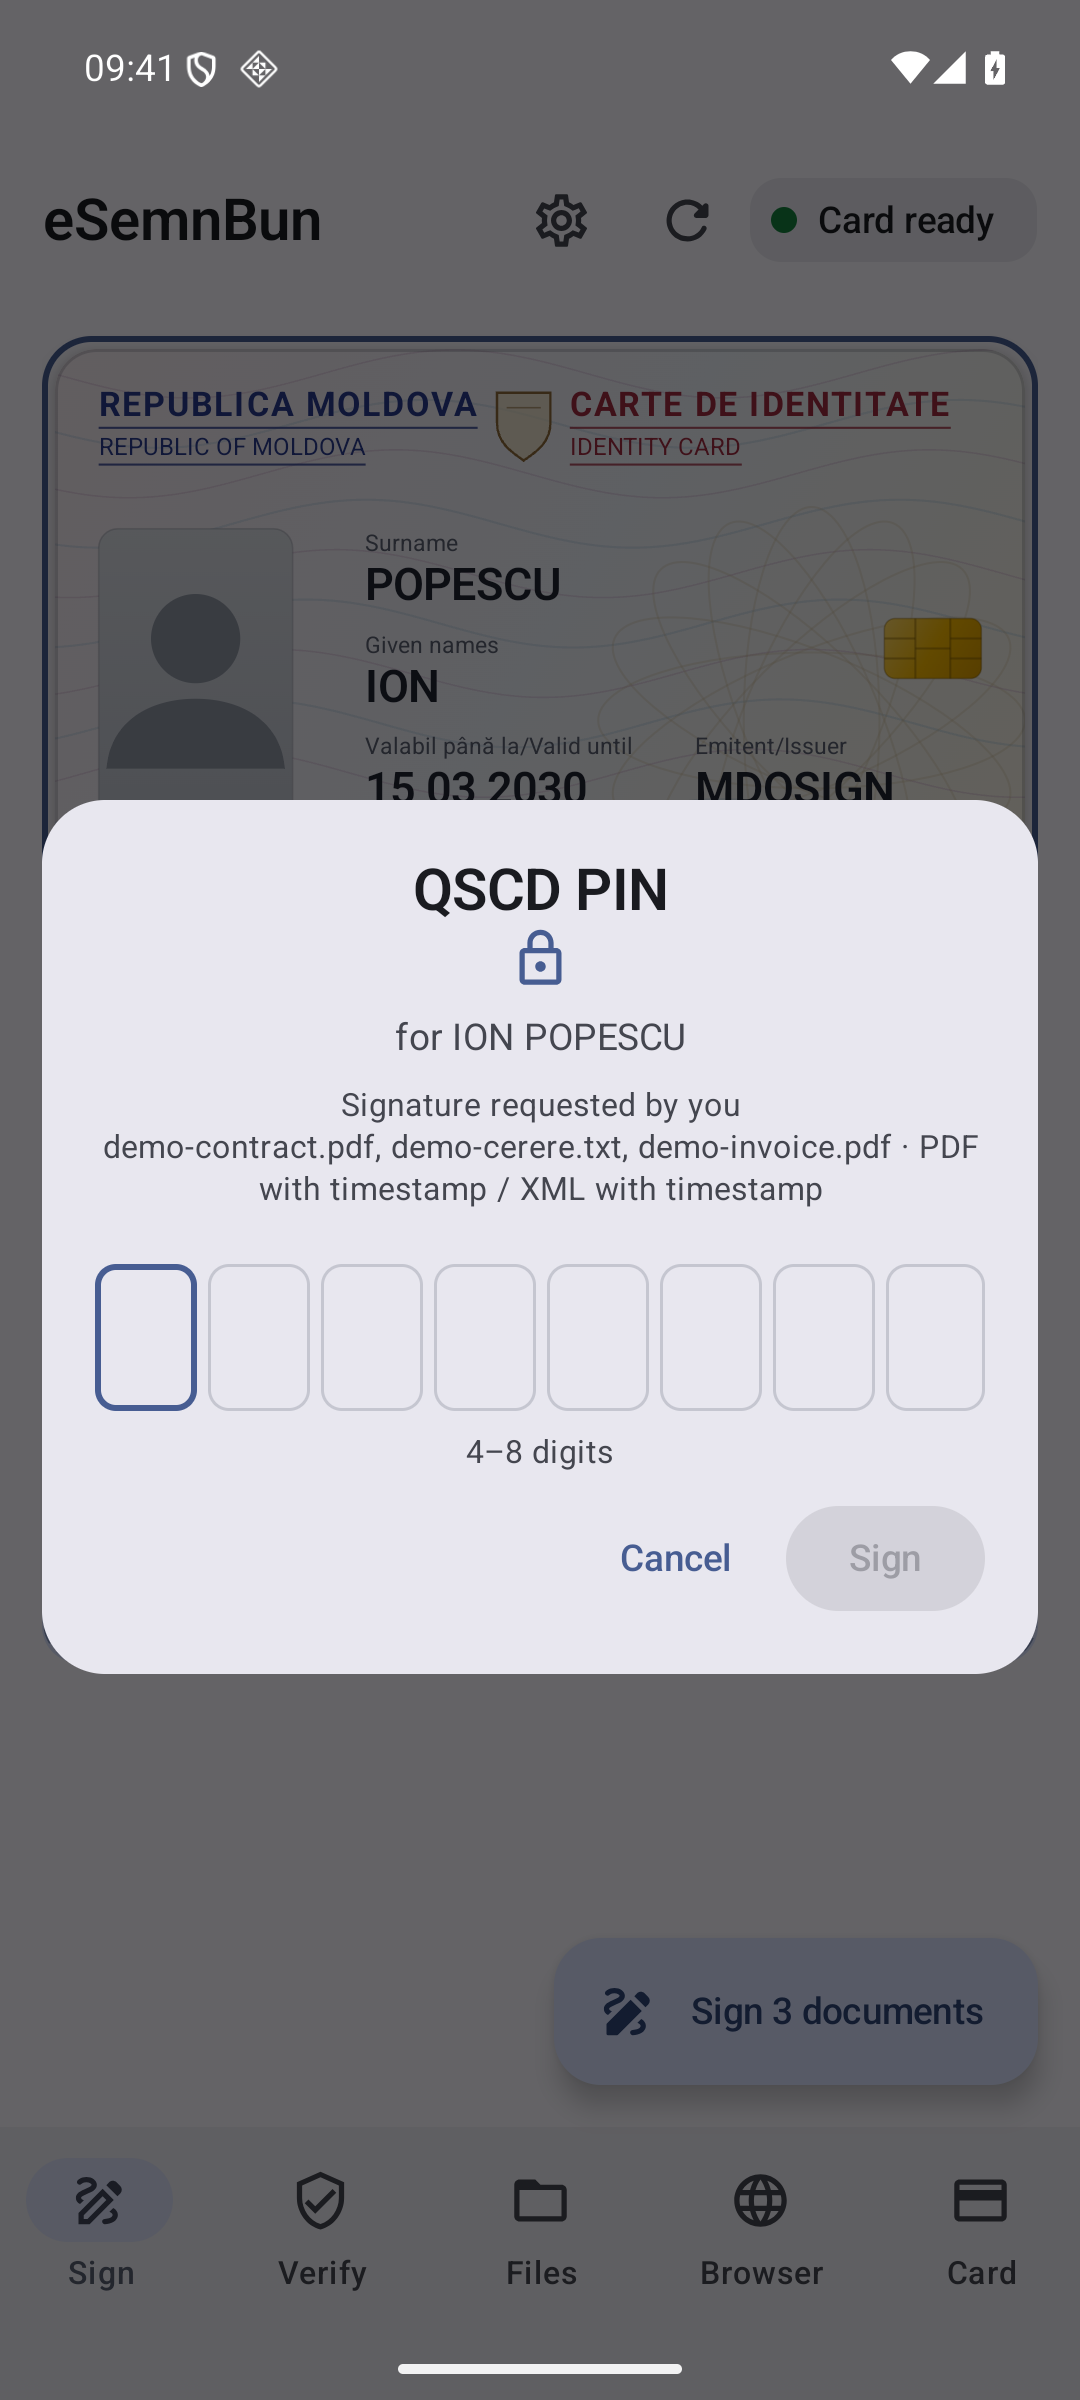 09:41
eSemnBun
Card ready
REPUBLICA MOLDOVA
REPUBLIC OF MOLDOVA
CARTE DE IDENTITATE
IDENTITY CARD
Surname
POPESCU
Given names
ION
Valabil până la/Valid until
15 03 2030
Emitent/Issuer
MDOSIGN
QSCD PIN
for ION POPESCU
Signature requested by you
demo-contract.pdf, demo-cerere.txt, demo-invoice.pdf · PDF
with timestamp / XML with timestamp
4–8 digits
Cancel
Sign
Sign 3 documents
Sign
Verify
Files
Browser
Card